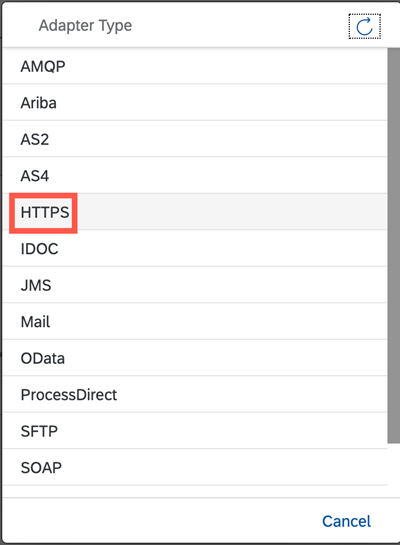 Adapter Type
AMQP
Ariba
AS2
AS4
HTTPS
IDOC
JMS
Mail
OData
ProcessDirect
SFTP
SOAP
Cancel